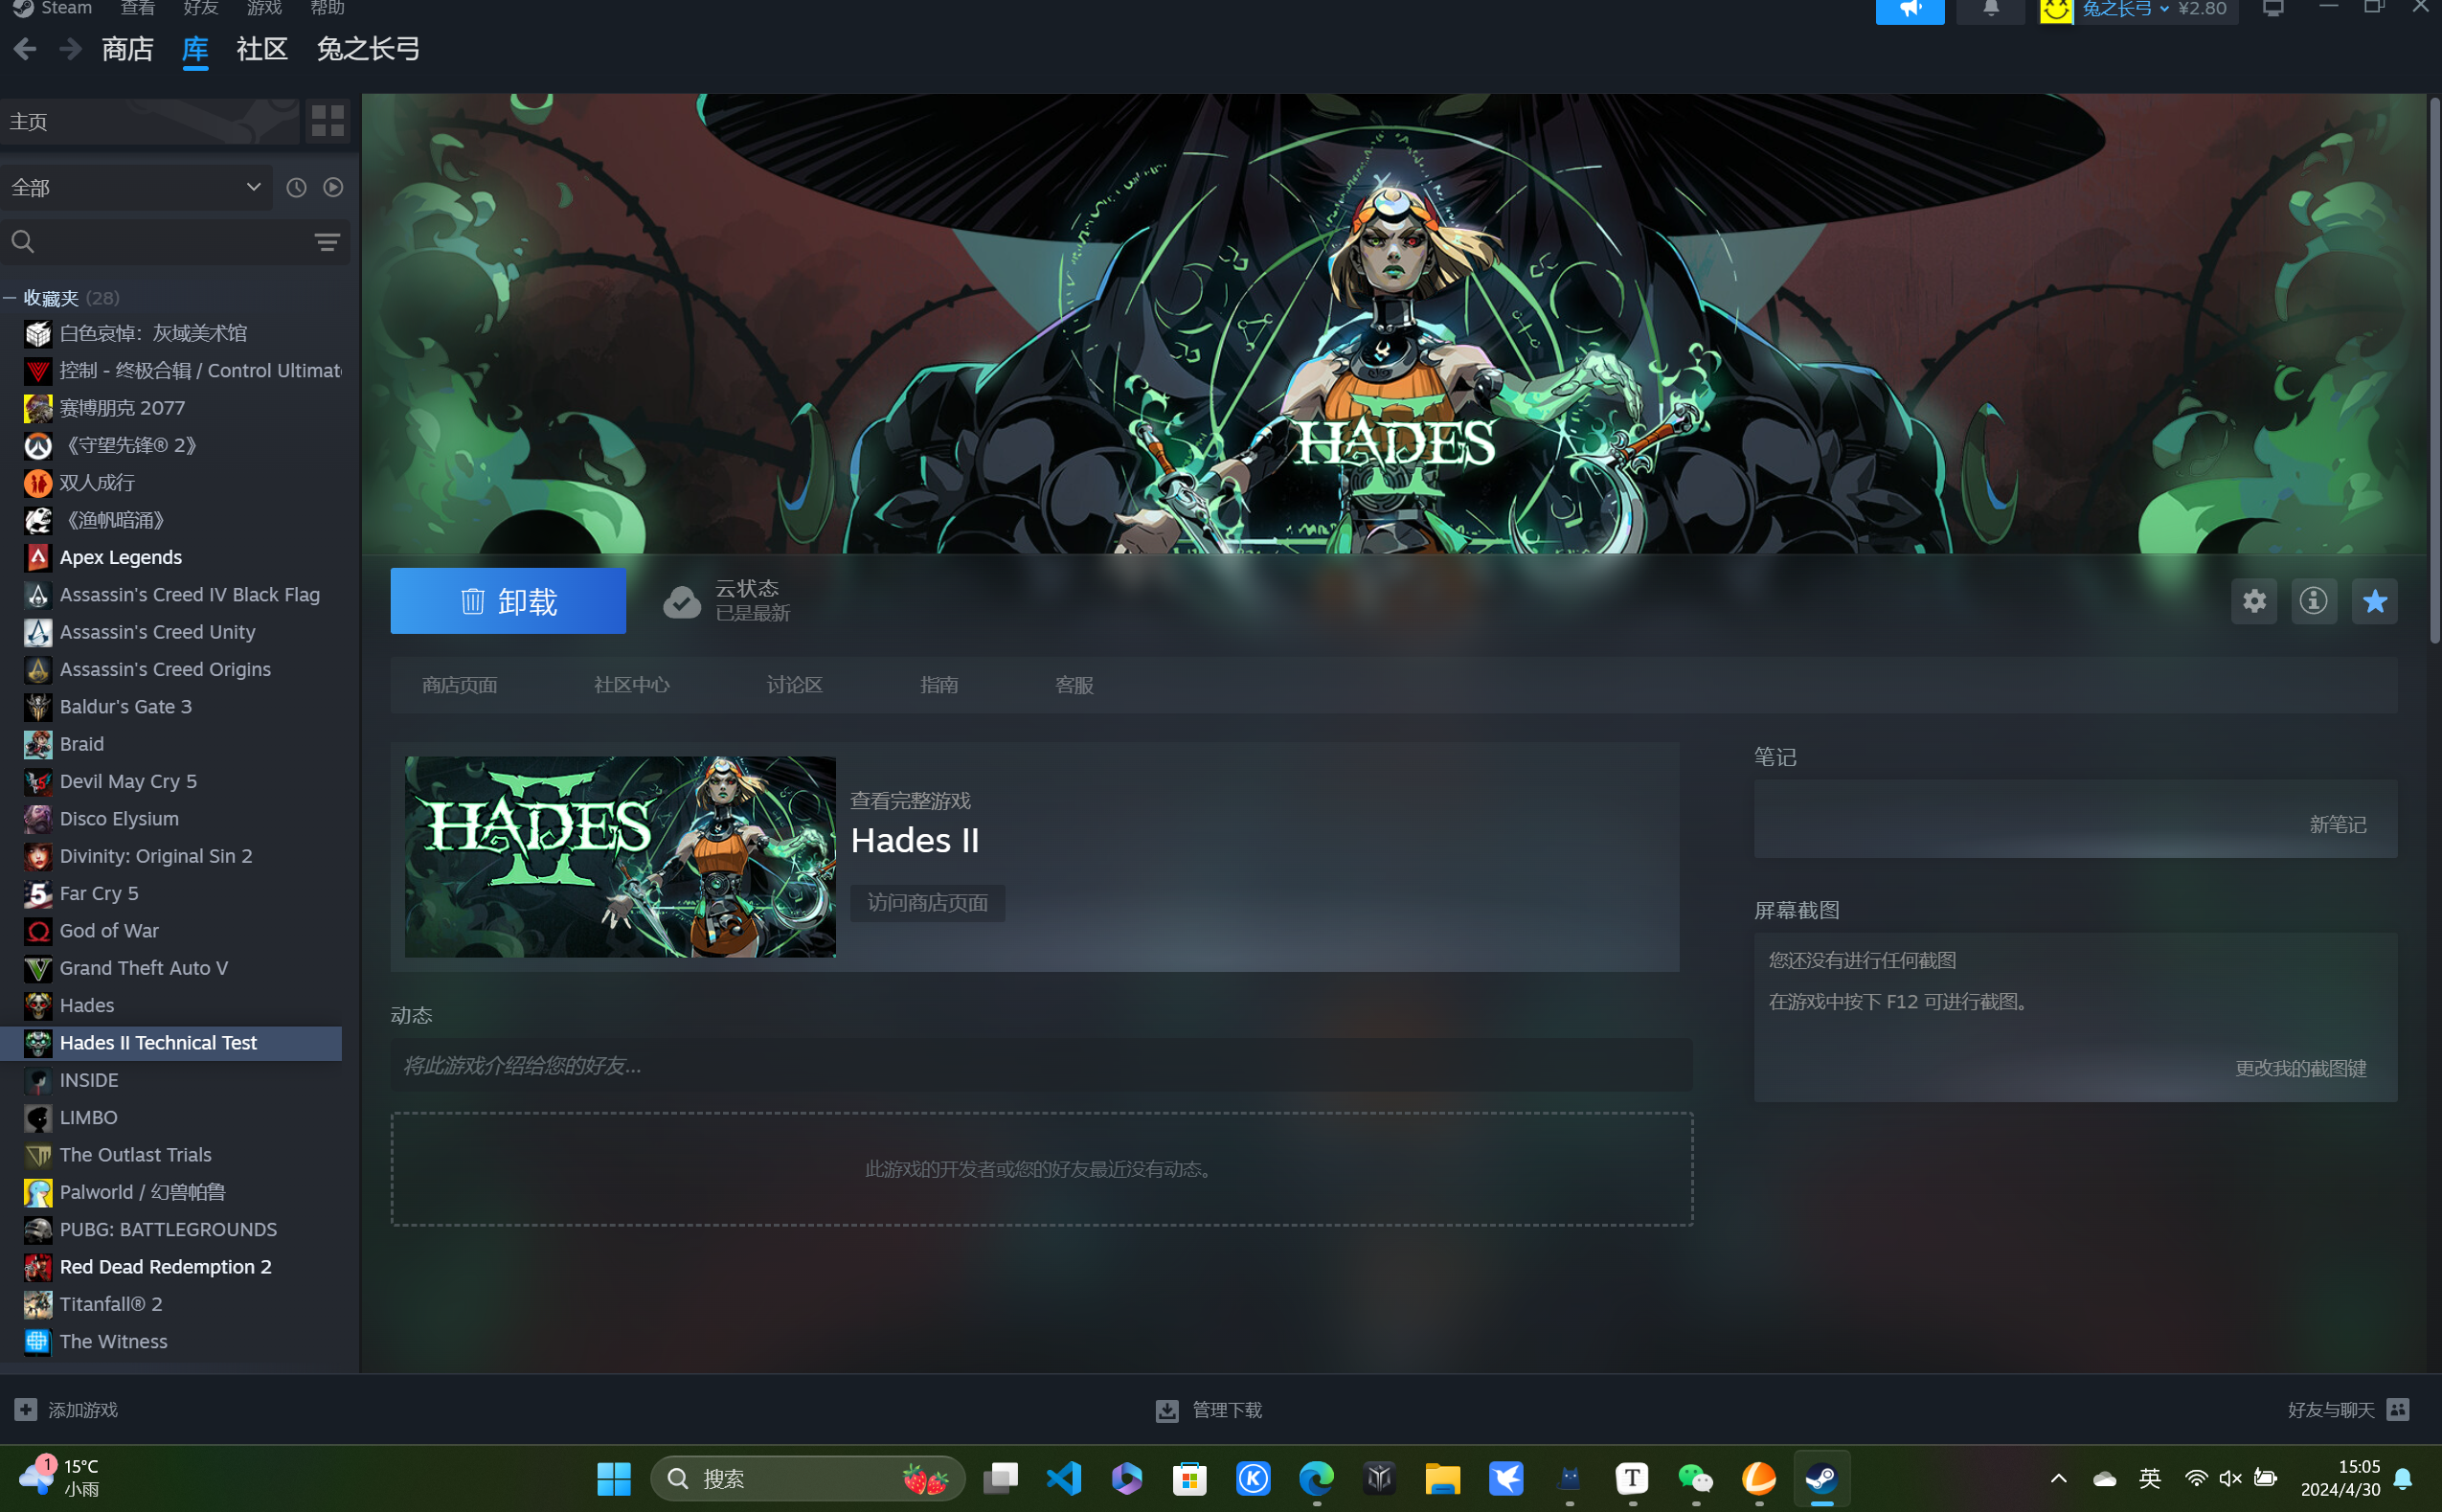 Steam 查看 好友 游戏 帮助
兔之长弓 ¥2.80
商店 库 社区 兔之长弓
主页
全部
收藏夹 (28)
白色哀悼：灰域美术馆
控制 - 终极合辑 / Control Ultimat
赛博朋克 2077
《守望先锋® 2》
双人成行
《渔帆暗涌》
Apex Legends
Assassin's Creed IV Black Flag
Assassin's Creed Unity
Assassin's Creed Origins
Baldur's Gate 3
Braid
Devil May Cry 5
Disco Elysium
Divinity: Original Sin 2
Far Cry 5
God of War
Grand Theft Auto V
Hades
Hades II Technical Test
INSIDE
LIMBO
The Outlast Trials
Palworld / 幻兽帕鲁
PUBG: BATTLEGROUNDS
Red Dead Redemption 2
Titanfall® 2
The Witness
HADES
II
卸载
云状态
已是最新
商店页面 社区中心 讨论区 指南 客服
HADES
II
查看完整游戏
Hades II
访问商店页面
动态
将此游戏介绍给您的好友...
此游戏的开发者或您的好友最近没有动态。
笔记
新笔记
屏幕截图
您还没有进行任何截图
在游戏中按下 F12 可进行截图。
更改我的截图键
添加游戏
管理下载
好友与聊天
1
15°C
小雨
搜索
英
15:05
2024/4/30